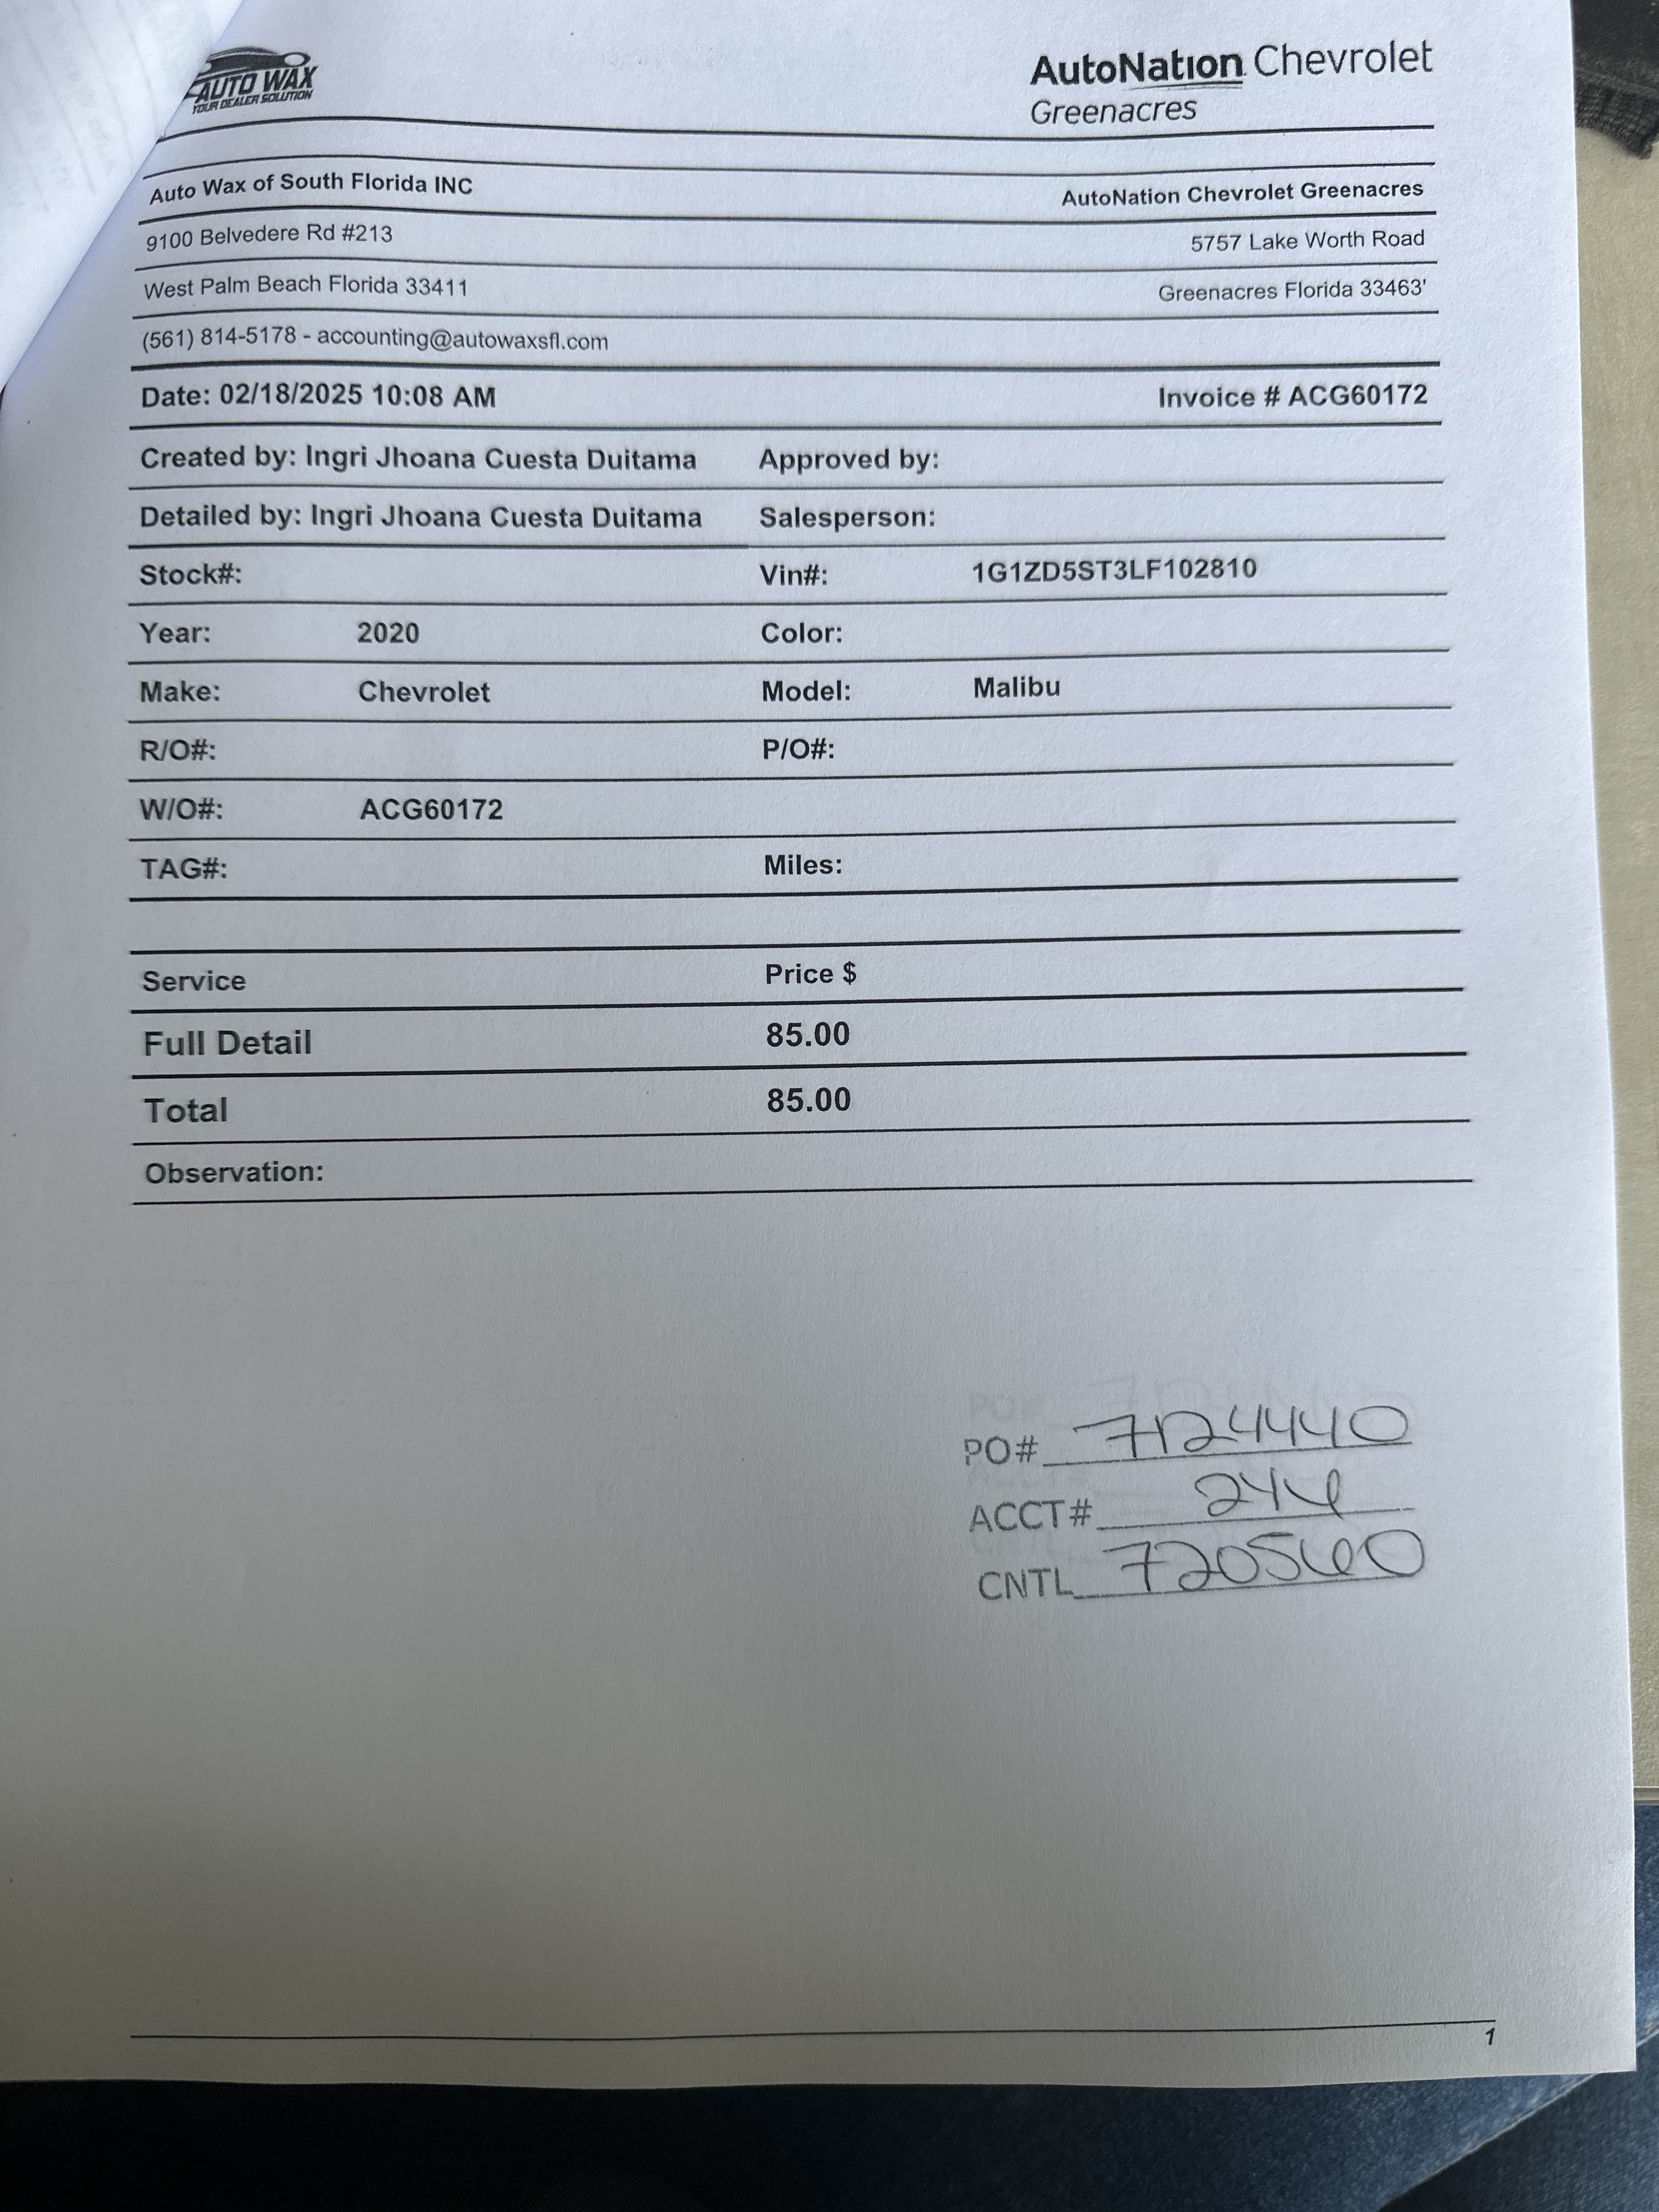 AUTO WAX
YOUR DEALER SOLUTION
AutoNation Chevrolet
Greenacres
Auto Wax of South Florida INC AutoNation Chevrolet Greenacres
9100 Belvedere Rd #213 5757 Lake Worth Road
West Palm Beach Florida 33411 Greenacres Florida 33463'
(561) 814-5178 - accounting@autowaxsfl.com
Date: 02/18/2025 10:08 AM Invoice # ACG60172
Created by: Ingri Jhoana Cuesta Duitama Approved by:
Detailed by: Ingri Jhoana Cuesta Duitama Salesperson:
Stock#: Vin#: 1G1ZD5ST3LF102810
Year: 2020 Color:
Make: Chevrolet Model: Malibu
R/O#: P/O#:
W/O#: ACG60172
TAG#: Miles:
Service Price $
Full Detail 85.00
Total 85.00
Observation:
PO# 7124440
ACCT# 246
CNTL 720560
1